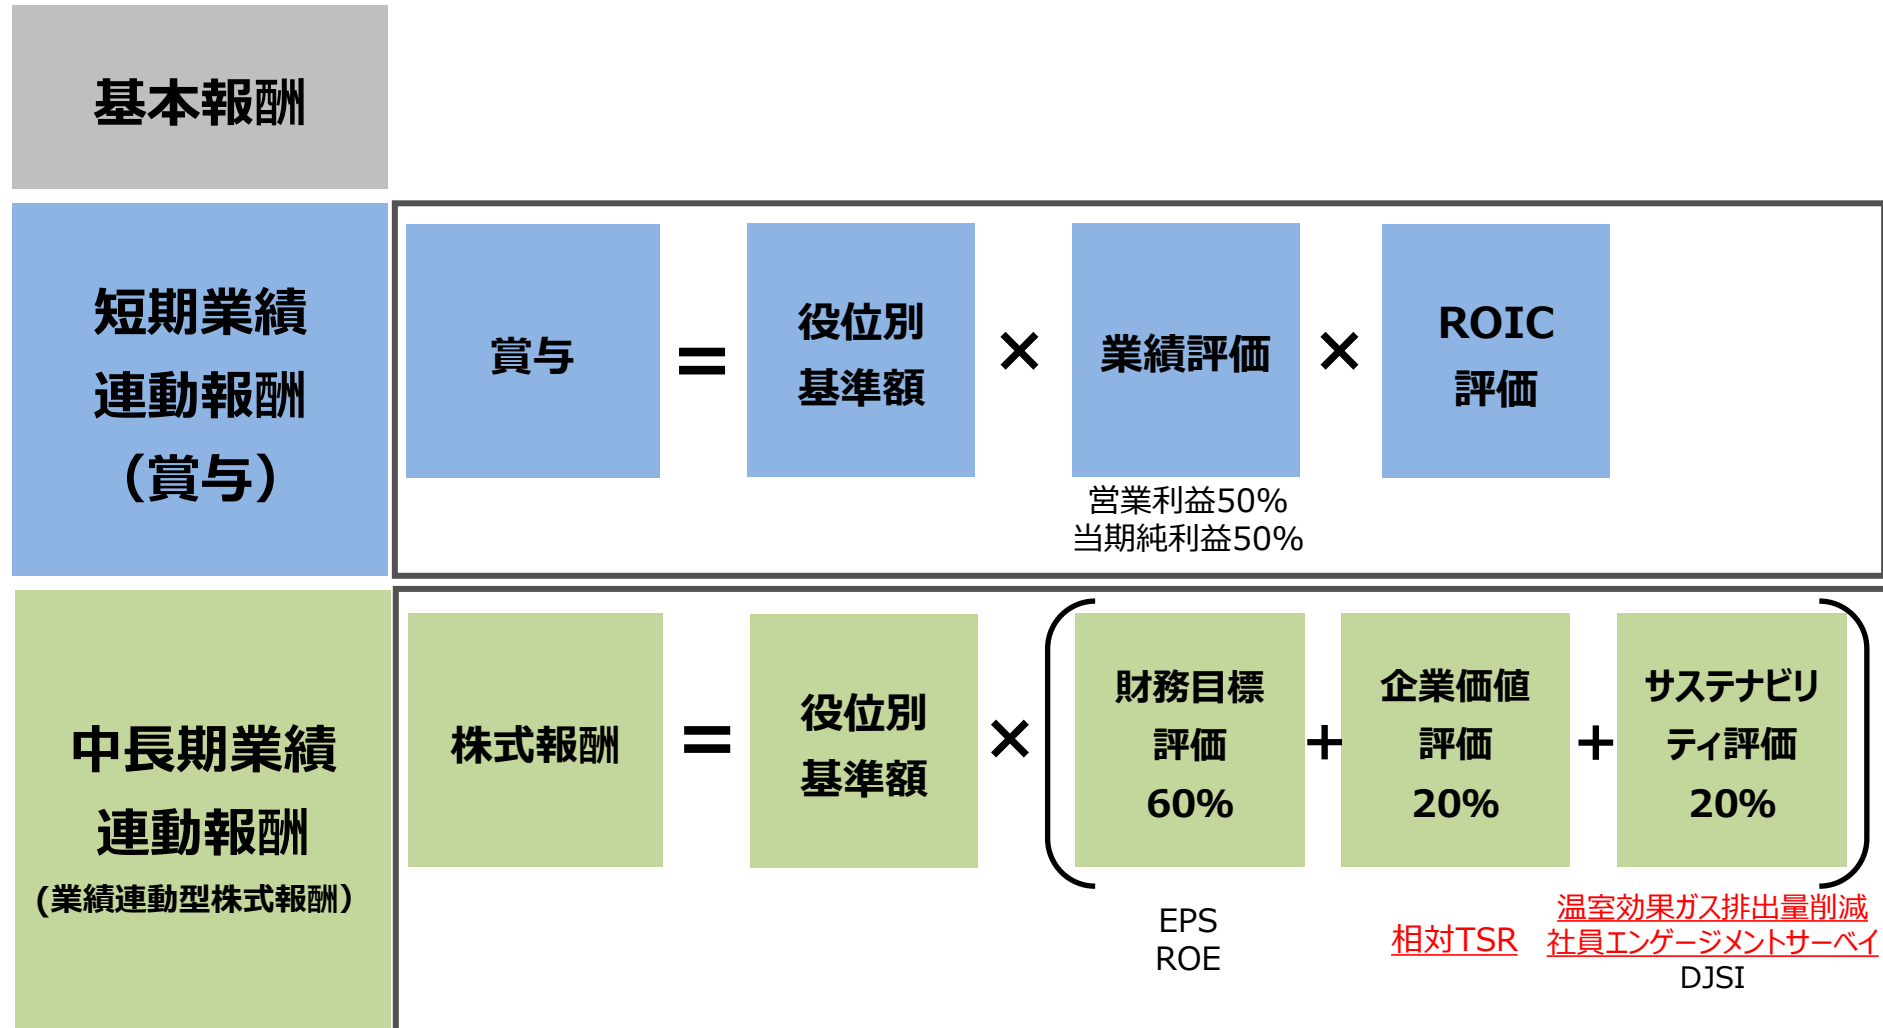 基本報酬
短期業績
連動報酬
（賞与）
賞与
＝
役位別
基準額
×
業績評価
×
ROIC
評価
営業利益50%
当期純利益50%
中長期業績
連動報酬
(業績連動型株式報酬）
株式報酬
＝
役位別
基準額
×
財務目標
評価
60%
+
企業価値
評価
20%
+
サステナビリ
ティ評価
20%
EPS
ROE
相対TSR
温室効果ガス排出量削減
社員エンゲージメントサーベイ
DJSI